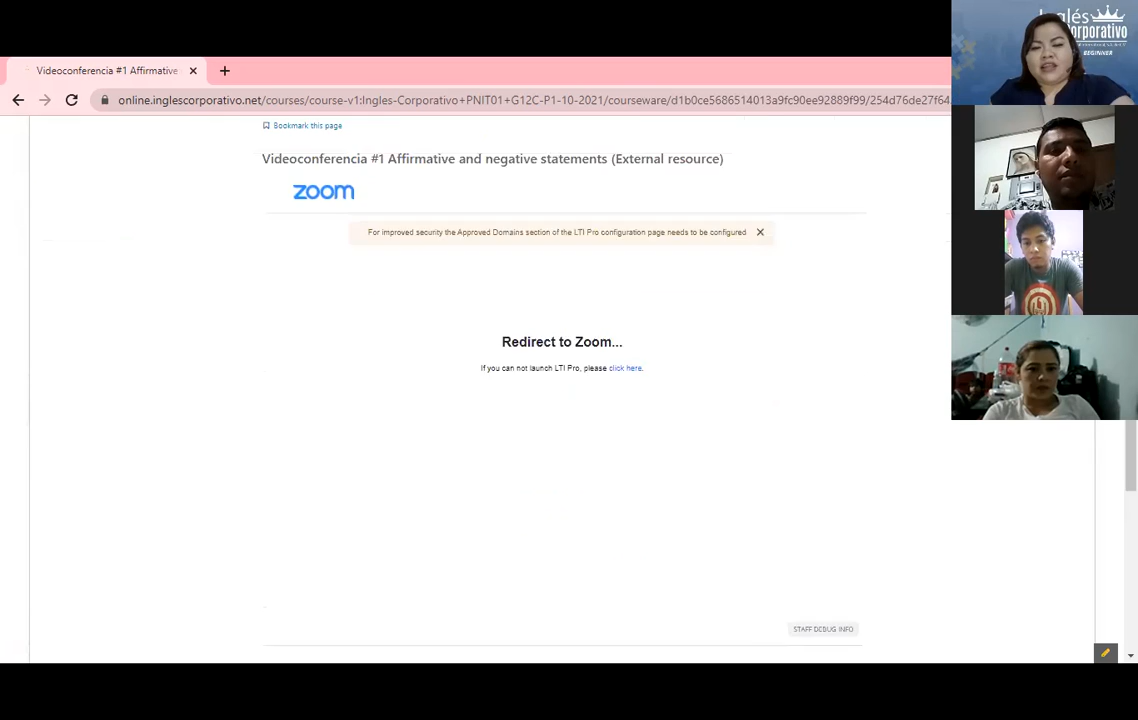 Videoconferencia #1 Affirmative
online.inglescorporativo.net/courses/course-v1:Ingles-Corporativo+PNIT01+G12C-P1-10-2021/courseware/d1b0ce5686514013a9fc90ee92889f99/254d76de27f64
Bookmark this page
Videoconferencia #1 Affirmative and negative statements (External resource)
zoom
For improved security the Approved Domains section of the LTI Pro configuration page needs to be configured.
Redirect to Zoom...
If you can not launch LTI Pro, please click here.
STAFF DEBUG INFO
Inglés
Corporativo
BEGINNER